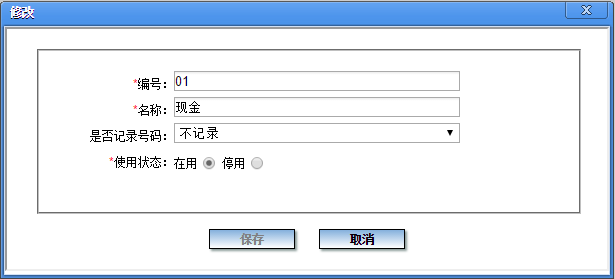 修改
*编号： 01
*名称： 现金
是否记录号码： 不记录
*使用状态： 在用 停用
保存 取消